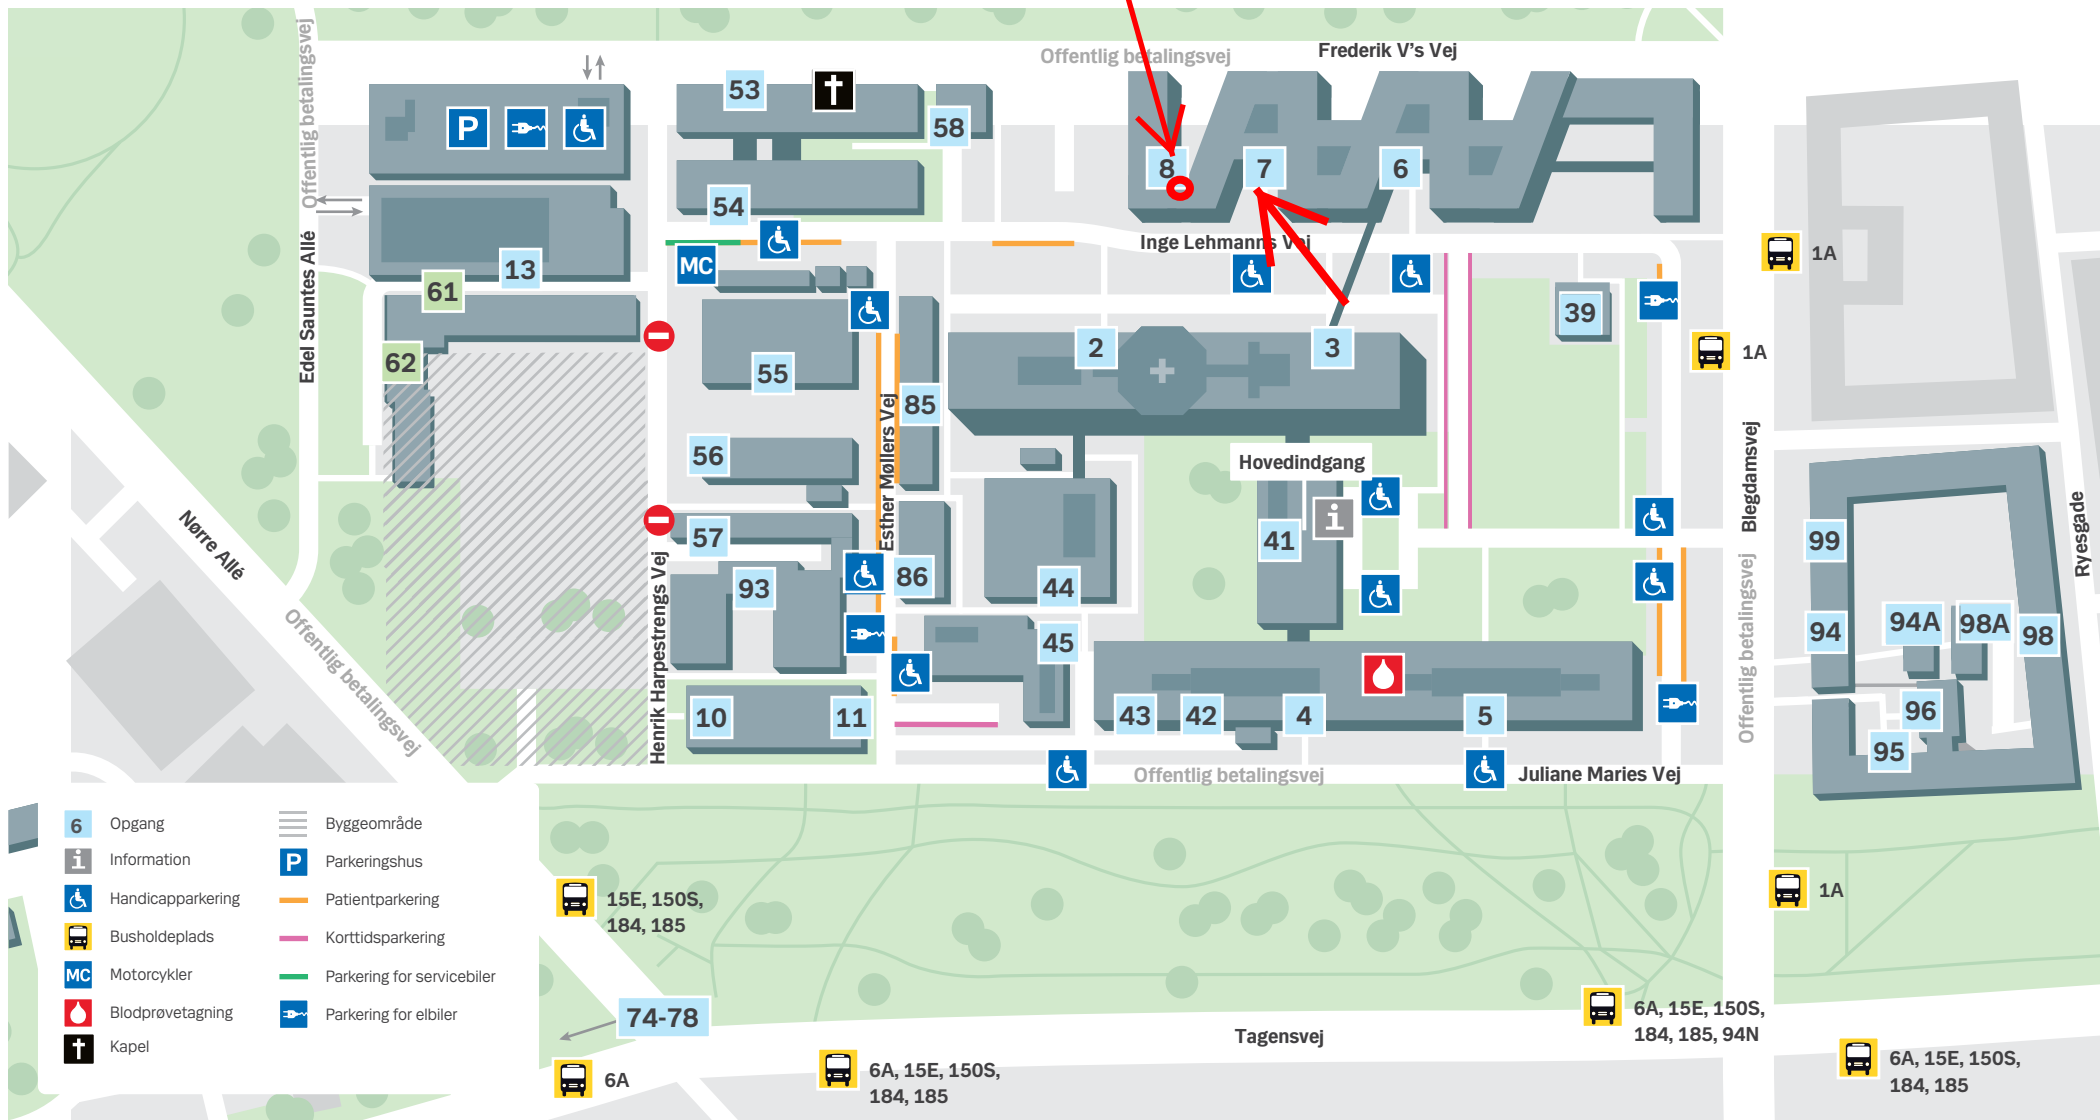 Offentlig betalingsvej
Frederik V's Vej
Offentlig betalingsvej
53
58
P
54
8
7
6
Inge Lehmanns Vej
MC
13
61
62
Edel Sauntes Allé
55
85
2
3
39
1A
1A
56
Esther Møllers Vej
Hovedindgang
41
i
57
93
86
44
45
Nørre Allé
Offentlig betalingsvej
Henrik Harpestrengs Vej
10
11
43
42
4
5
Blegdamsvej
Offentlig betalingsvej
Ryesgade
99
94
94A
98A
98
96
95
Offentlig betalingsvej
Juliane Maries Vej
6 Opgang
i Information
Handicapparkering
Busholdeplads
MC Motorcykler
Blodprøvetagning
Kapel
Byggeområde
P Parkeringshus
Patientparkering
Korttidsparkering
Parkering for servicebiler
Parkering for elbiler
15E, 150S,
184, 185
1A
74-78
6A
6A, 15E, 150S,
184, 185
Tagensvej
6A, 15E, 150S,
184, 185, 94N
6A, 15E, 150S,
184, 185